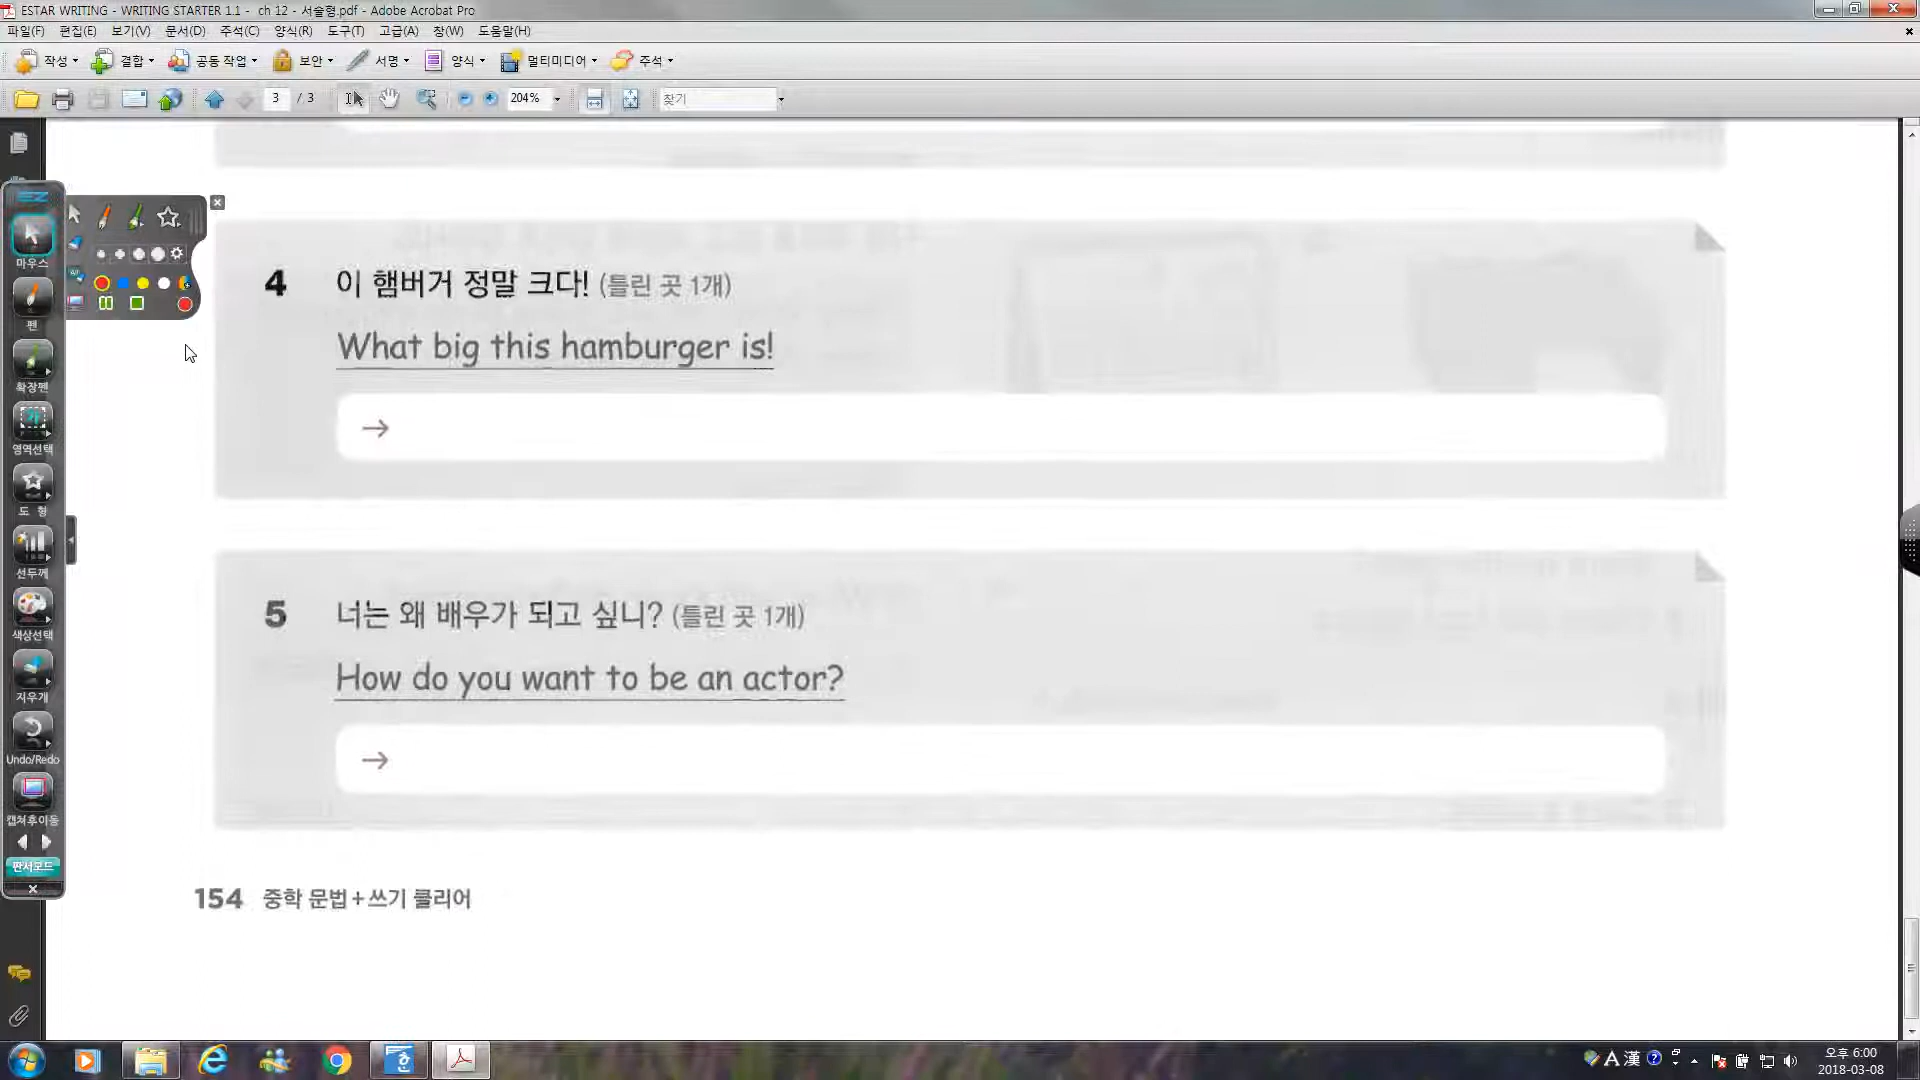 ESTAR WRITING - WRITING STARTER 1.1 - ch 12 - 서술형.pdf - Adobe Acrobat Pro
파일(F) 편집(E) 보기(V) 문서(D) 주석(C) 양식(R) 도구(T) 고급(A) 창(W) 도움말(H)
작성 결합 공동 작업 보안 서명 양식 멀티미디어 주석
3 / 3 204% 찾기
EZ
마우스
펜
확장펜
영역선택
도 형
선두께
색상선택
지우개
Undo/Redo
캡쳐후이동
판서모드
4 이 햄버거 정말 크다! (틀린 곳 1개)
What big this hamburger is!
→
5 너는 왜 배우가 되고 싶니? (틀린 곳 1개)
How do you want to be an actor?
→
154 중학 문법+쓰기 클리어
A 漢
오후 6:00
2018-03-08